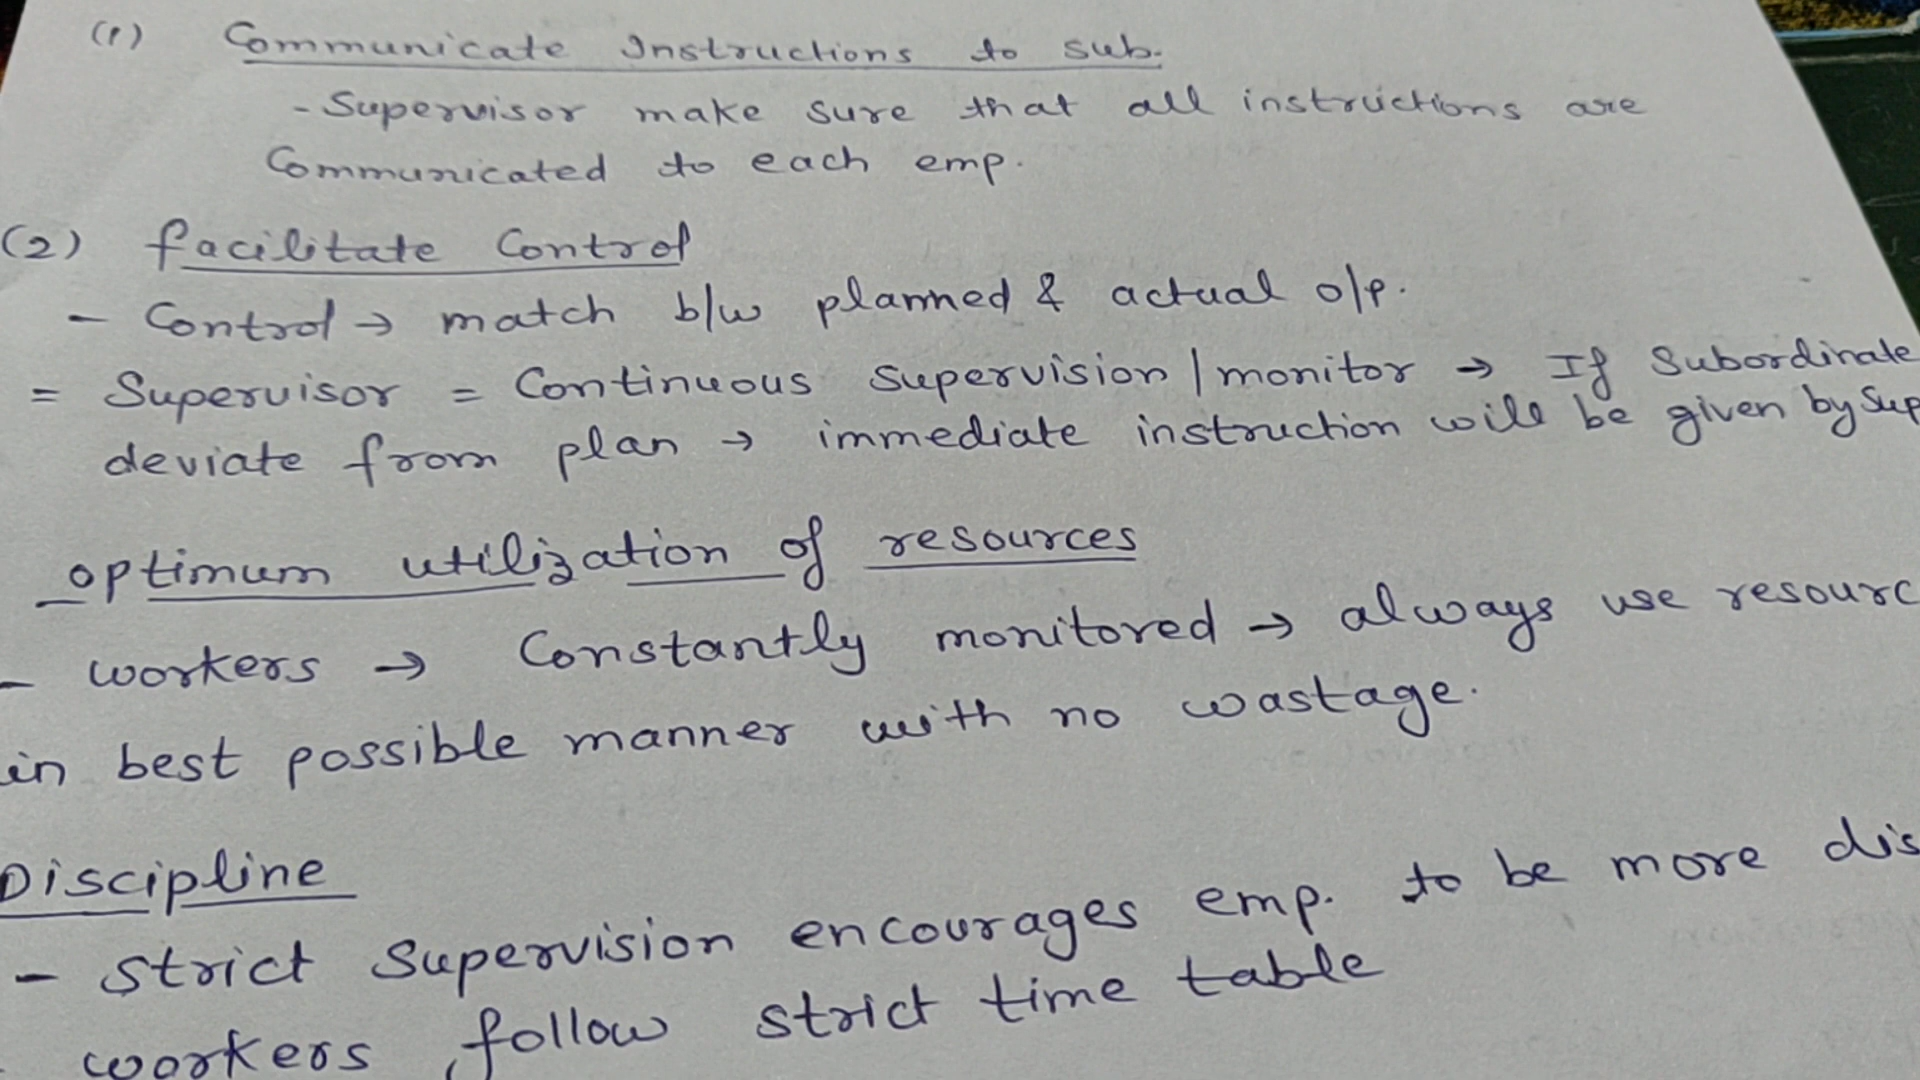 (1) Communicate Instructions to sub.
- Supervisor make sure that all instructions are
Communicated to each emp.
(2) facilitate Control
- Control → match b/w planned & actual o/p.
= Supervisor = Continuous supervision / monitor → If Subordinate
deviate from plan → immediate instruction will be given by Sup
optimum utilization of resources
- workers → Constantly monitored → always use resourc
in best possible manner with no wastage.
Discipline
- strict supervision encourages emp. to be more dis
workers follow strict time table